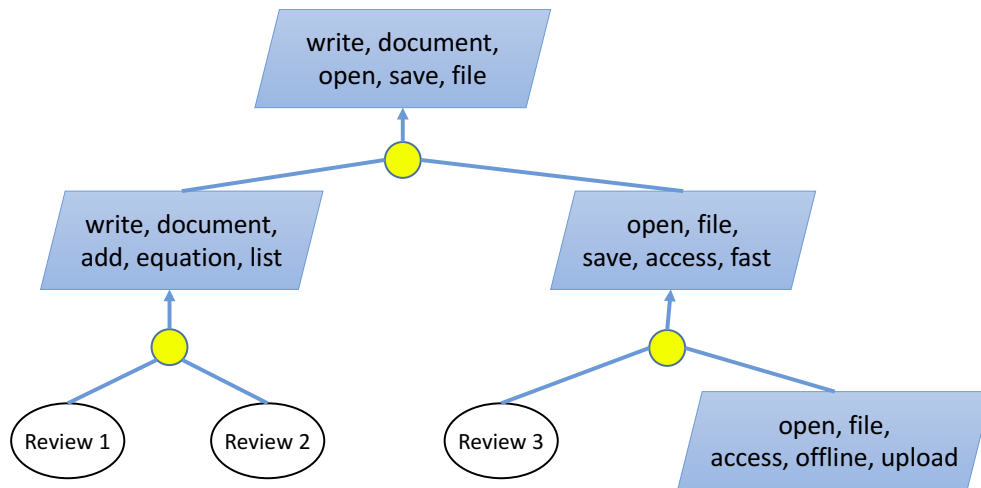 write, document,
open, save, file
write, document,
add, equation, list
open, file,
save, access, fast
Review 1
Review 2
Review 3
open, file,
access, offline, upload